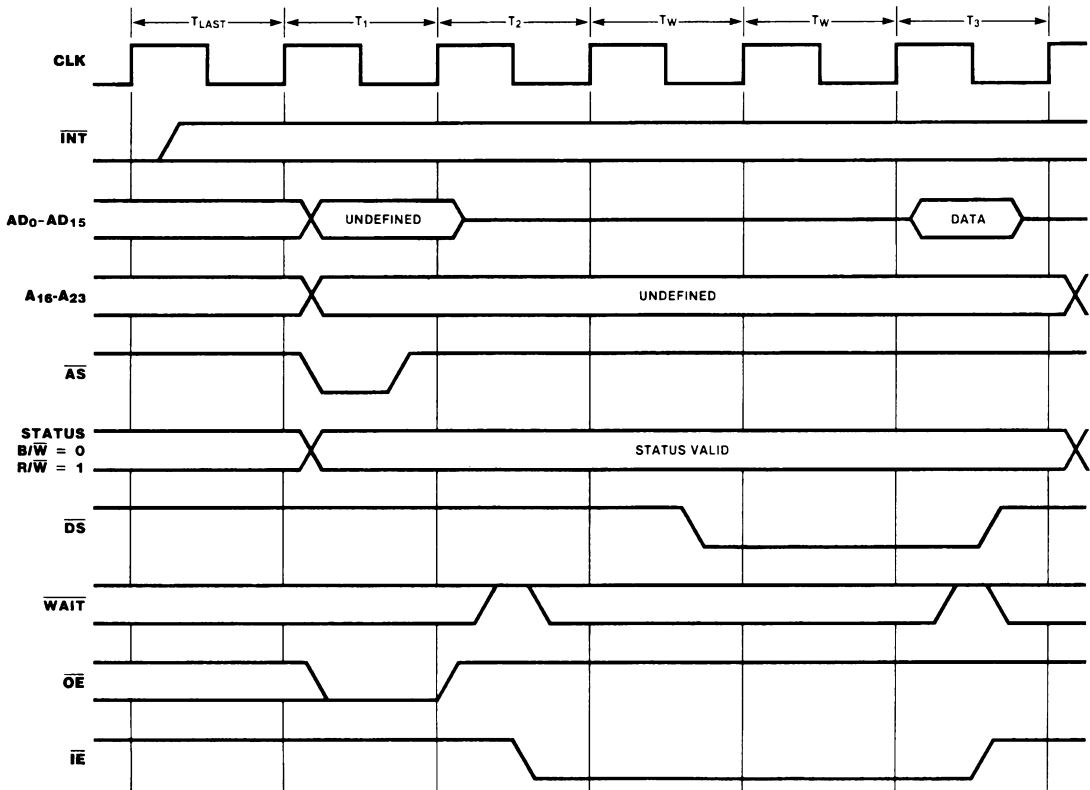 TLAST T1 T2 TW TW T3
CLK
INT
AD0-AD15 UNDEFINED DATA
A16-A23 UNDEFINED
AS
STATUS
B/W = 0 STATUS VALID
R/W = 1
DS
WAIT
OE
IE